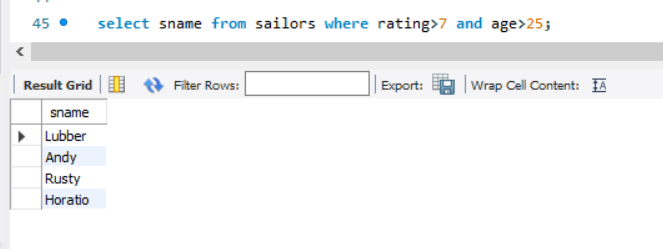 45 select sname from sailors where rating>7 and age>25;
Result Grid Filter Rows: Export: Wrap Cell Content:
sname
Lubber
Andy
Rusty
Horatio